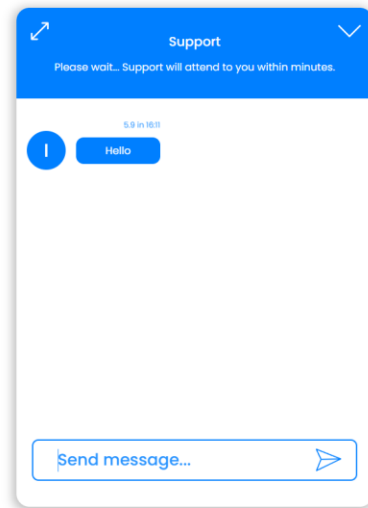 Support
Please wait... Support will attend to you within minutes.
5.9 in 16:11
I
Hello
Send message...